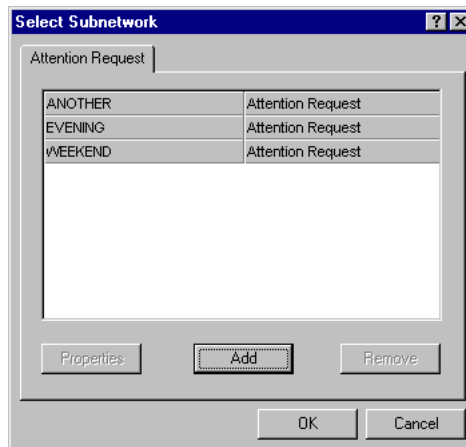 Select Subnetwork
Attention Request
ANOTHER Attention Request
EVENING Attention Request
WEEKEND Attention Request
Properties Add Remove
OK Cancel